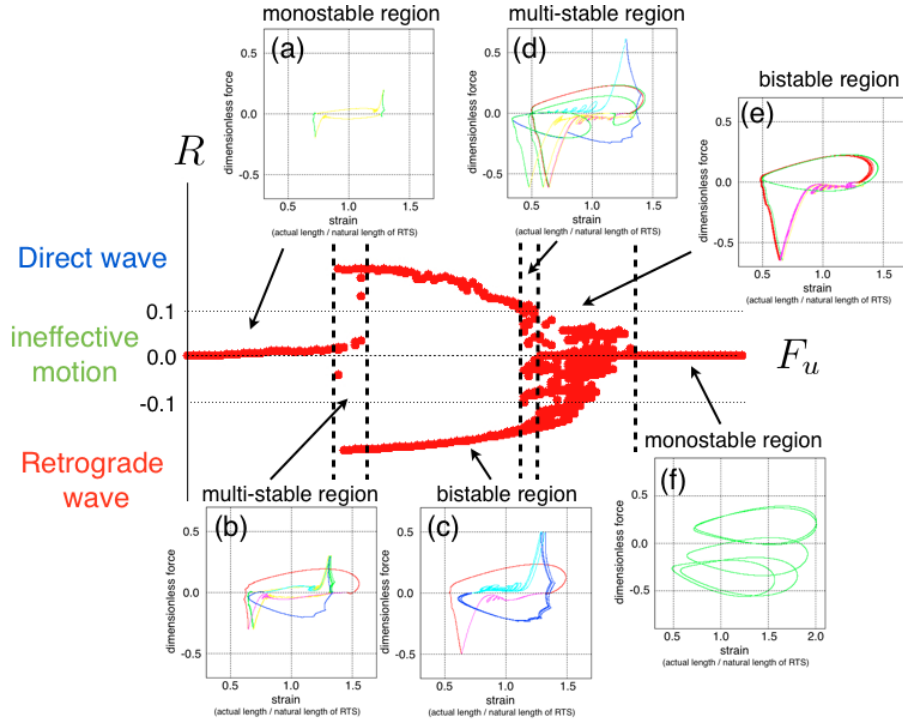 monostable region
(a)
dimensionless force
0.5
0.0
-0.5
0.5
1.0
1.5
strain
(actual length / natural length of RTS)
multi-stable region
(d)
dimensionless force
0.5
0.0
-0.5
0.5
1.0
1.5
strain
(actual length / natural length of RTS)
bistable region
(e)
dimensionless force
0.5
0.0
-0.5
0.5
1.0
1.5
strain
(actual length / natural length of RTS)
R
Direct wave
0.1
ineffective
motion
0.0
-0.1
Retrograde
wave
F_u
multi-stable region
(b)
dimensionless force
0.5
0.0
-0.5
0.5
1.0
1.5
strain
(actual length / natural length of RTS)
bistable region
(c)
dimensionless force
0.5
0.0
-0.5
0.5
1.0
1.5
strain
(actual length / natural length of RTS)
monostable region
(f)
dimensionless force
0.5
0.0
-0.5
0.5
1.0
1.5
2.0
strain
(actual length / natural length of RTS)